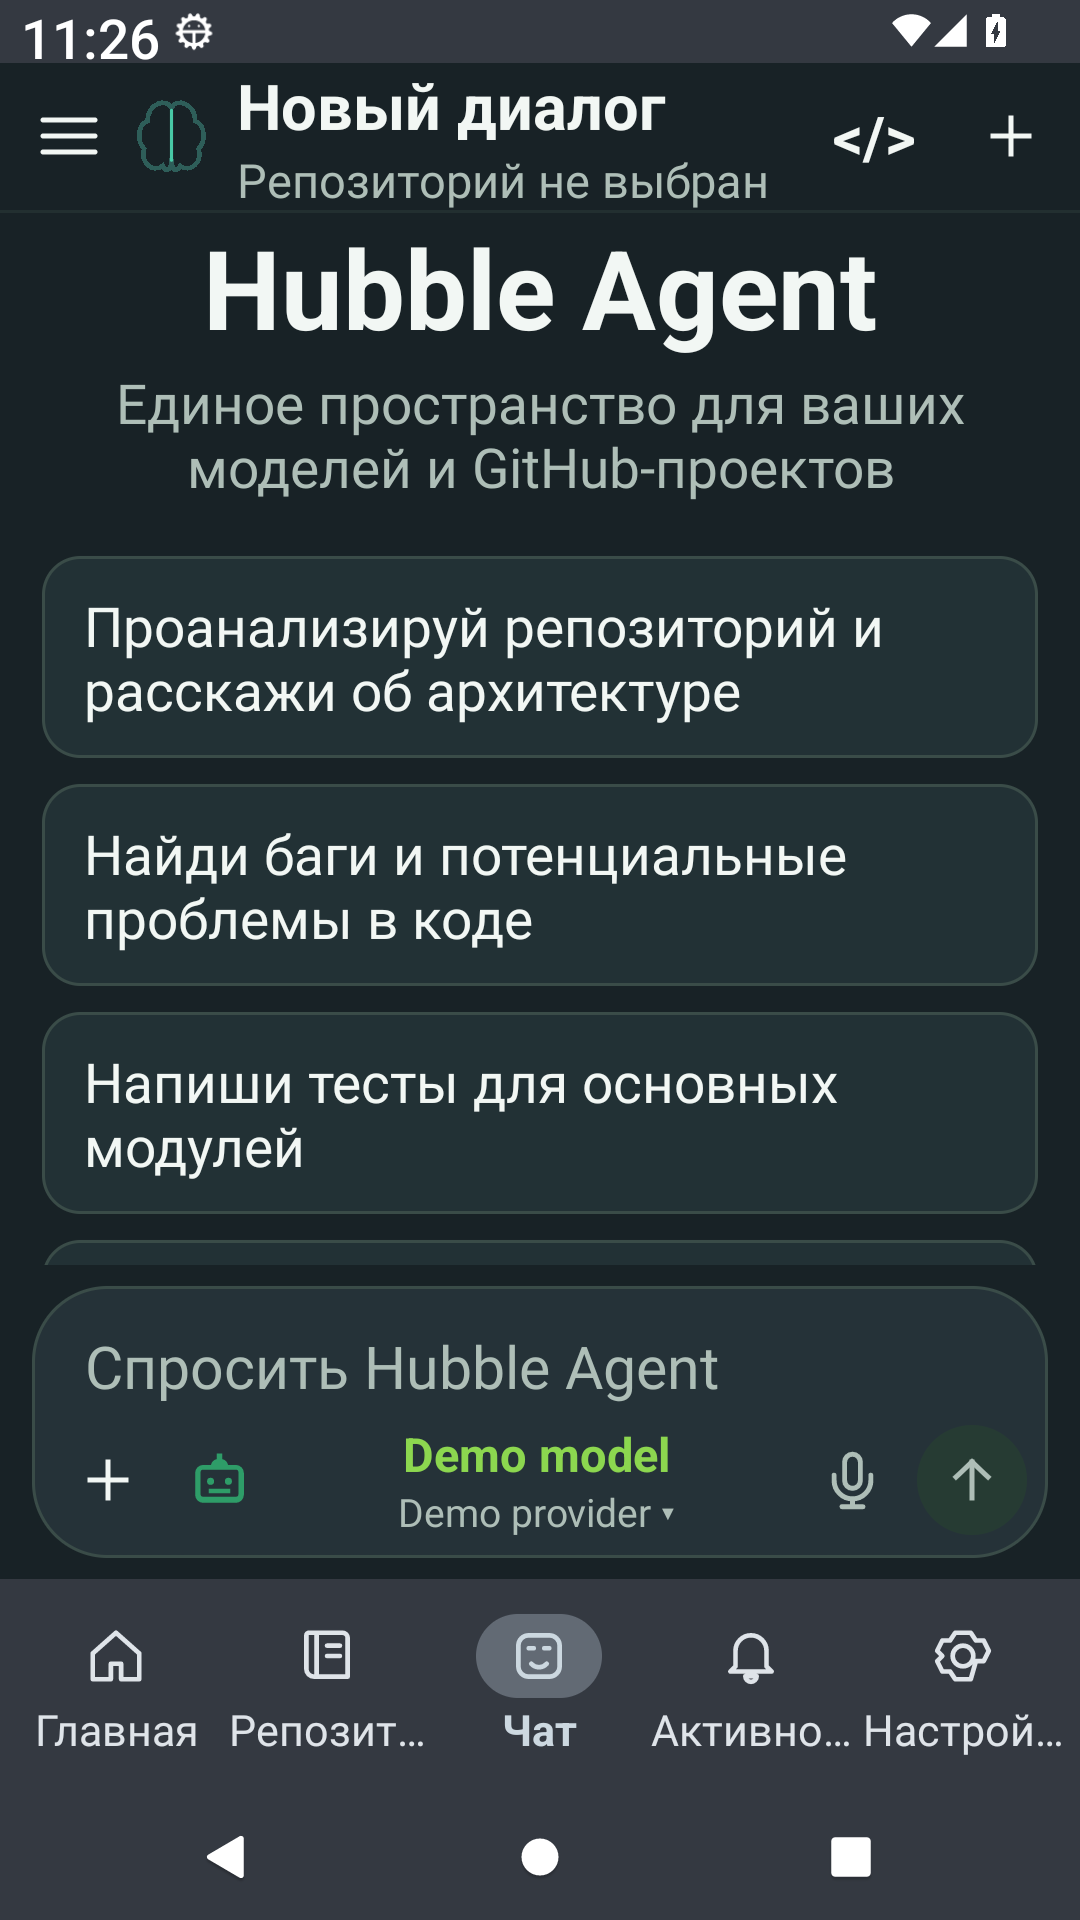 11:26
Новый диалог
Репозиторий не выбран
</>
Hubble Agent
Единое пространство для ваших
моделей и GitHub-проектов
Проанализируй репозиторий и
расскажи об архитектуре
Найди баги и потенциальные
проблемы в коде
Напиши тесты для основных
модулей
Спросить Hubble Agent
Demo model
Demo provider ▾
Главная
Репозит...
Чат
Активно...
Настрой...